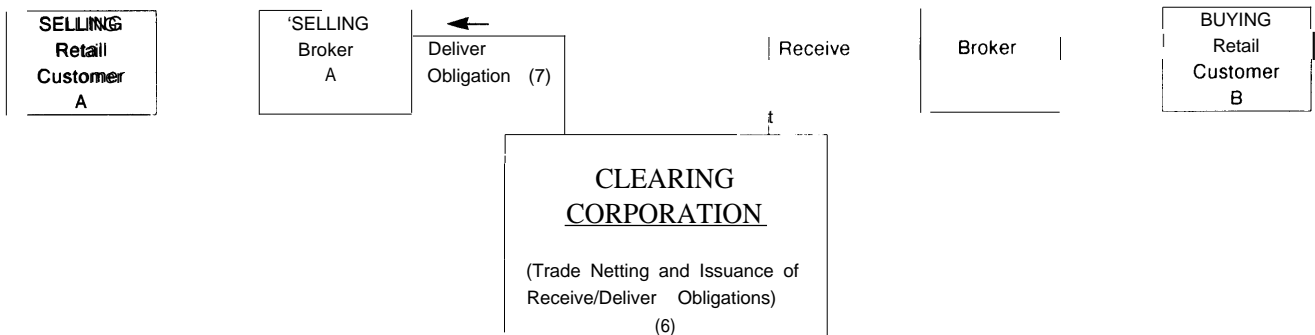 SELLING
Retail
Customer
A
'SELLING
Broker
A
Deliver
Obligation (7)
Receive
t
Broker
BUYING
Retail
Customer
B
CLEARING
CORPORATION
(Trade Netting and Issuance of
Receive/Deliver Obligations)
(6)